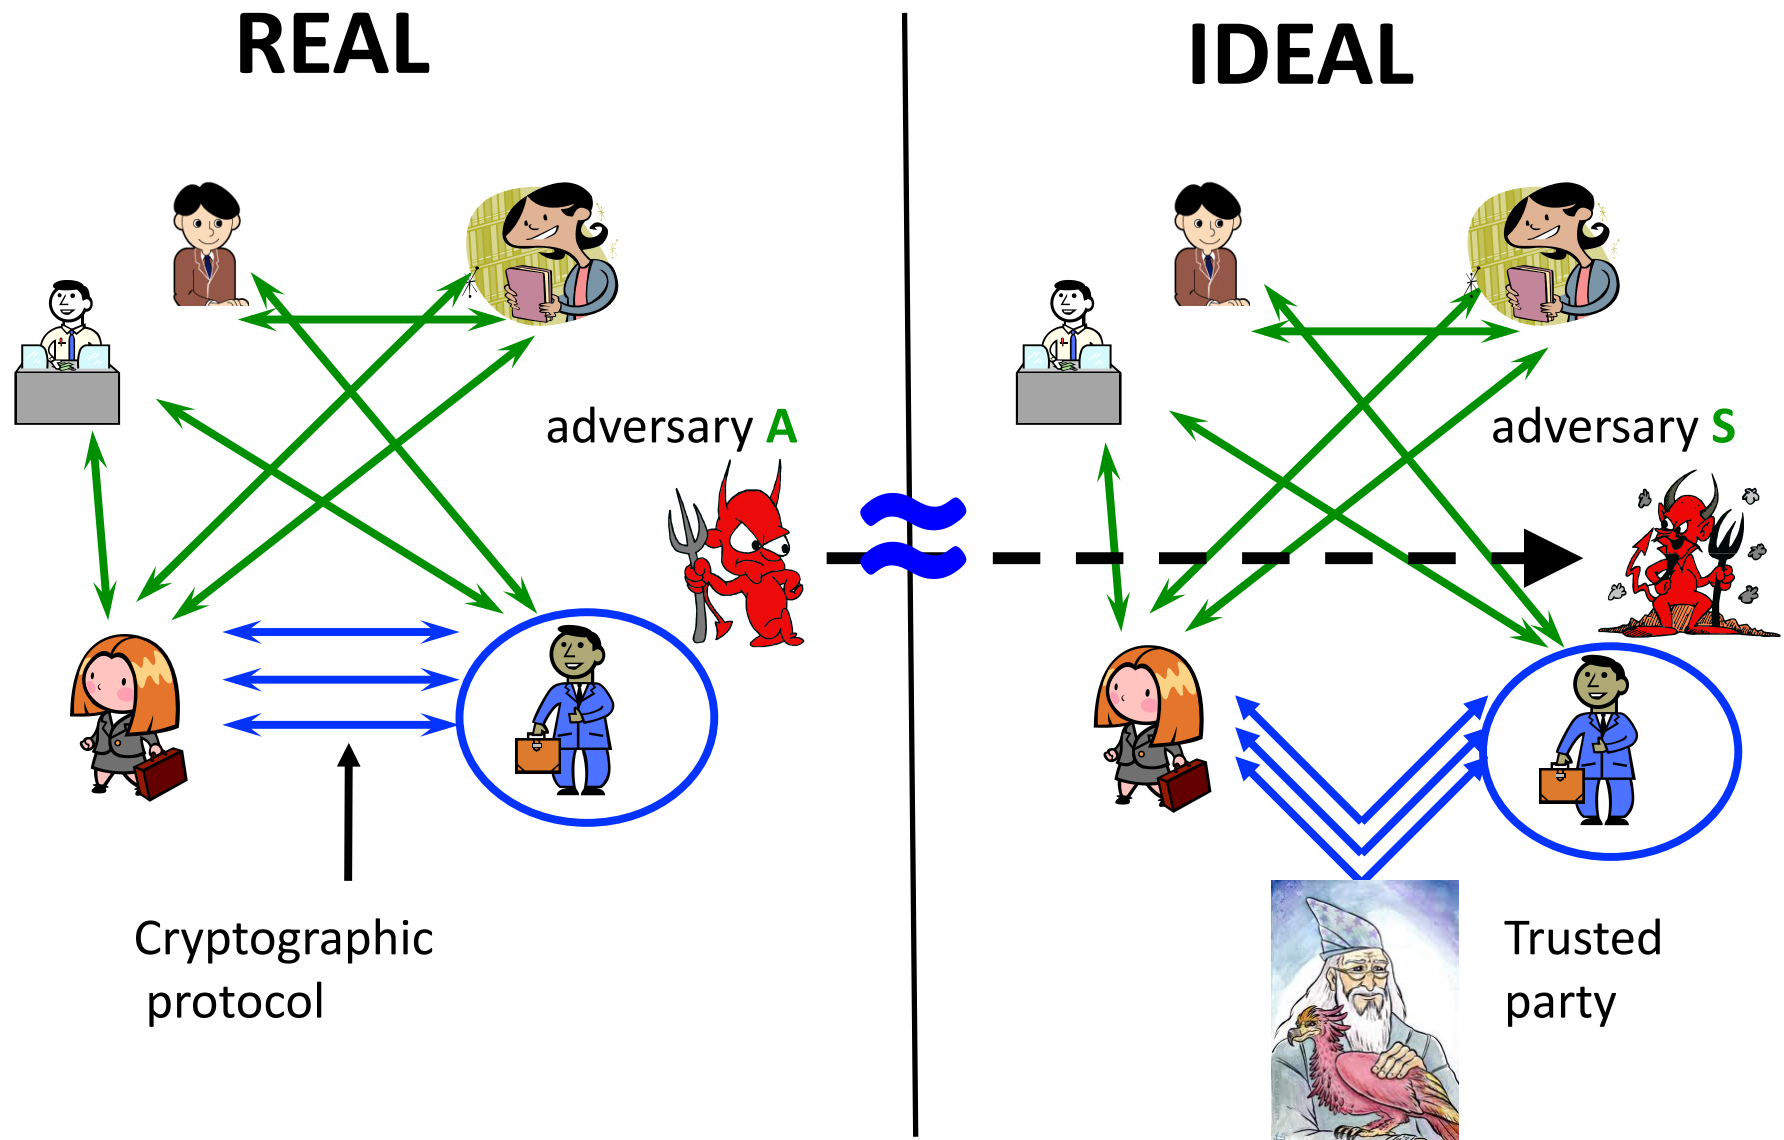 REAL
IDEAL
adversary A
adversary S
≈
Cryptographic
protocol
Trusted
party